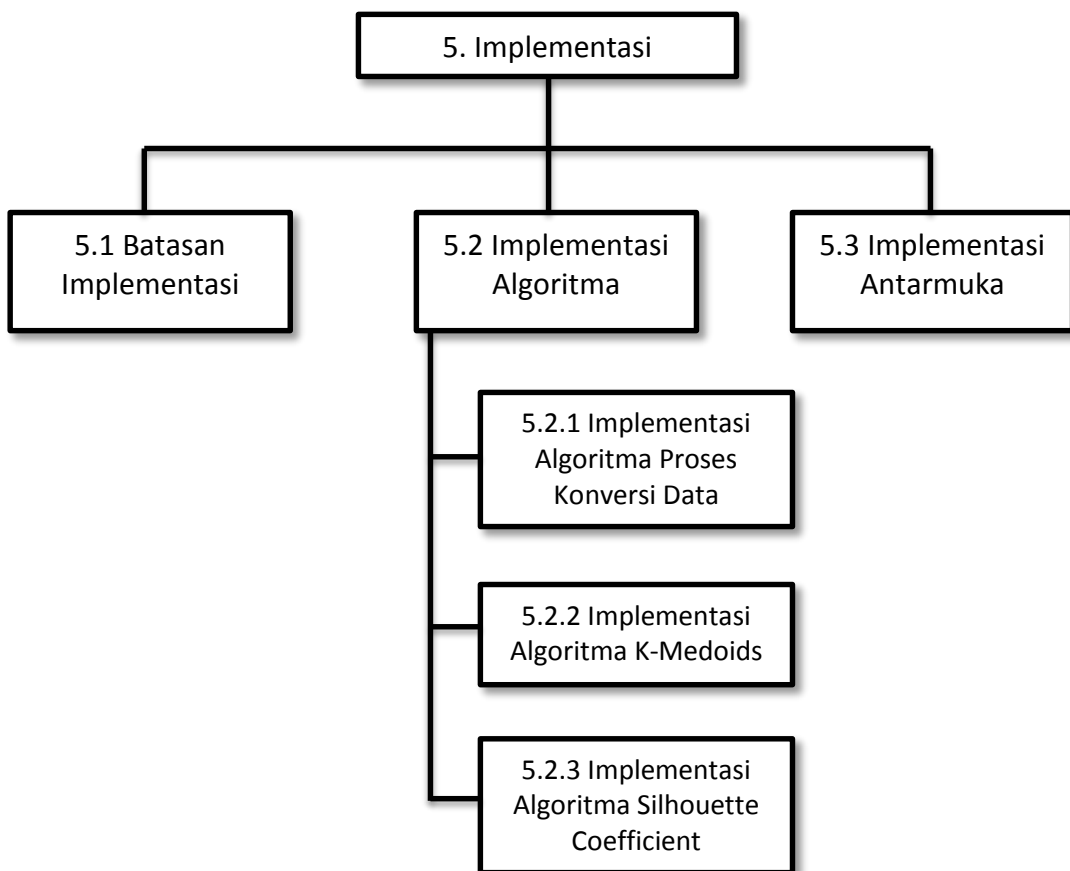 5. Implementasi
5.1 Batasan
Implementasi
5.2 Implementasi
Algoritma
5.3 Implementasi
Antarmuka
5.2.1 Implementasi
Algoritma Proses
Konversi Data
5.2.2 Implementasi
Algoritma K-Medoids
5.2.3 Implementasi
Algoritma Silhouette
Coefficient